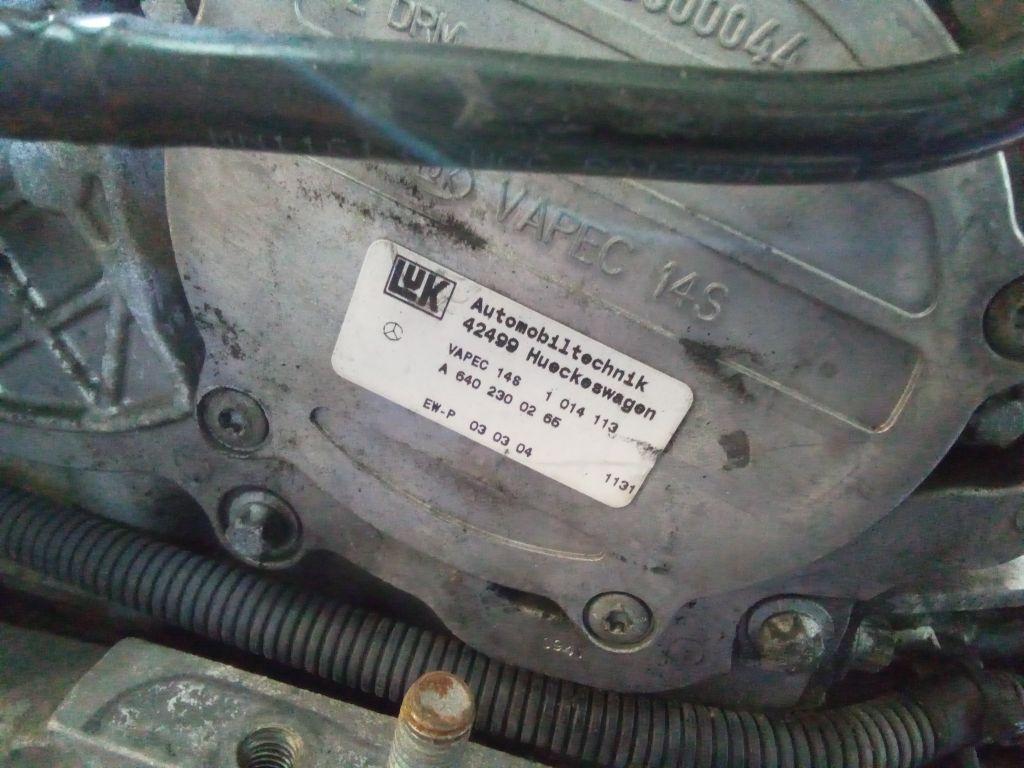 DRM
000044
VAPEC 14S
LuK
Automobiltechnik
42499 Hueckeswagen
VAPEC 14S 1 014 113
A 640 230 02 65
EW-P 03 03 04
1131